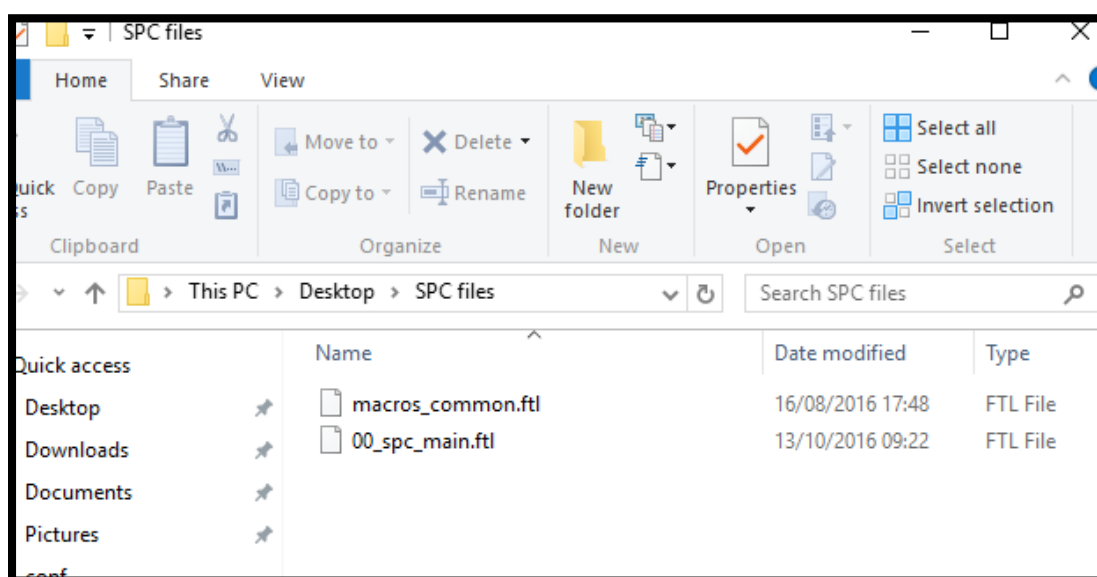 SPC files
Home Share View
Move to Delete Select all
Copy to Rename Select none
Copy Paste New folder Properties Invert selection
Clipboard Organize New Open Select
This PC > Desktop > SPC files Search SPC files
Quick access Name Date modified Type
Desktop macros_common.ftl 16/08/2016 17:48 FTL File
00_spc_main.ftl 13/10/2016 09:22 FTL File
Downloads
Documents
Pictures